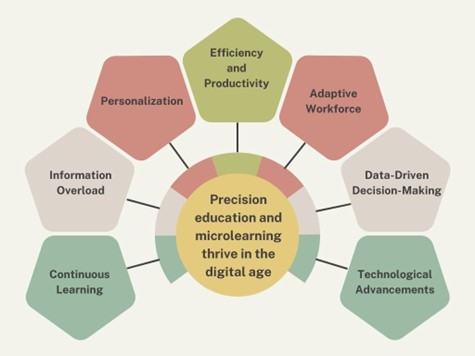 Efficiency
and
Productivity
Personalization
Adaptive
Workforce
Information
Overload
Data-Driven
Decision-Making
Precision
education and
microlearning
thrive in the
digital age
Continuous
Learning
Technological
Advancements